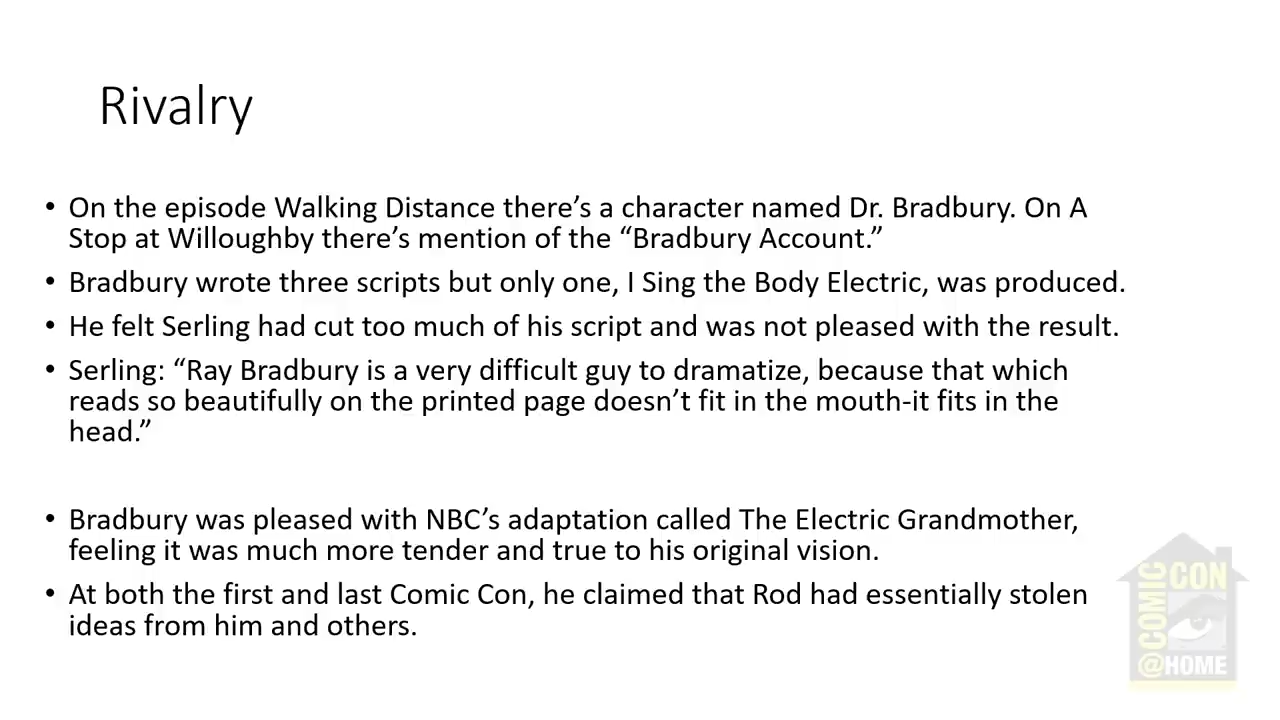 Rivalry
• On the episode Walking Distance there’s a character named Dr. Bradbury. On A
Stop at Willoughby there’s mention of the “Bradbury Account.”
• Bradbury wrote three scripts but only one, I Sing the Body Electric, was produced.
• He felt Serling had cut too much of his script and was not pleased with the result.
• Serling: “Ray Bradbury is a very difficult guy to dramatize, because that which
reads so beautifully on the printed page doesn’t fit in the mouth-it fits in the
head.”
• Bradbury was pleased with NBC’s adaptation called The Electric Grandmother,
feeling it was much more tender and true to his original vision.
• At both the first and last Comic Con, he claimed that Rod had essentially stolen
ideas from him and others.
COMIC
CON
@HOME